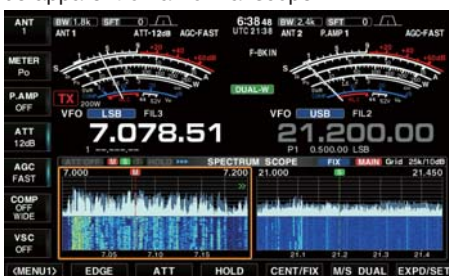 ANT 1
BW 1.8k SFT 0
6:38 48
BW 2.4k SFT 0
ANT 1 ATT-12dB AGC-FAST
UTC 21:38
ANT 2 P.AMP1 AGC-FAST
METER Po
F-BKIN
P.AMP OFF
TX
200W
DUAL-W
VFO LSB FIL3
VFO USB FIL2
ATT 12dB
7.078.51
21.200.00
P1 0.500.00 LSB
AGC FAST
ATT OFF M S HOLD SPECTRUM SCOPE FIX MAIN Grid 25k/10dB
7.000 M 7.200
21.000 S 21.450
COMP OFF WIDE
VSC OFF
7.05 7.10 7.15
21.1 21.2 21.3 21.4
<MENU1> EDGE ATT HOLD CENT/FIX M/S DUAL EXPD/SET